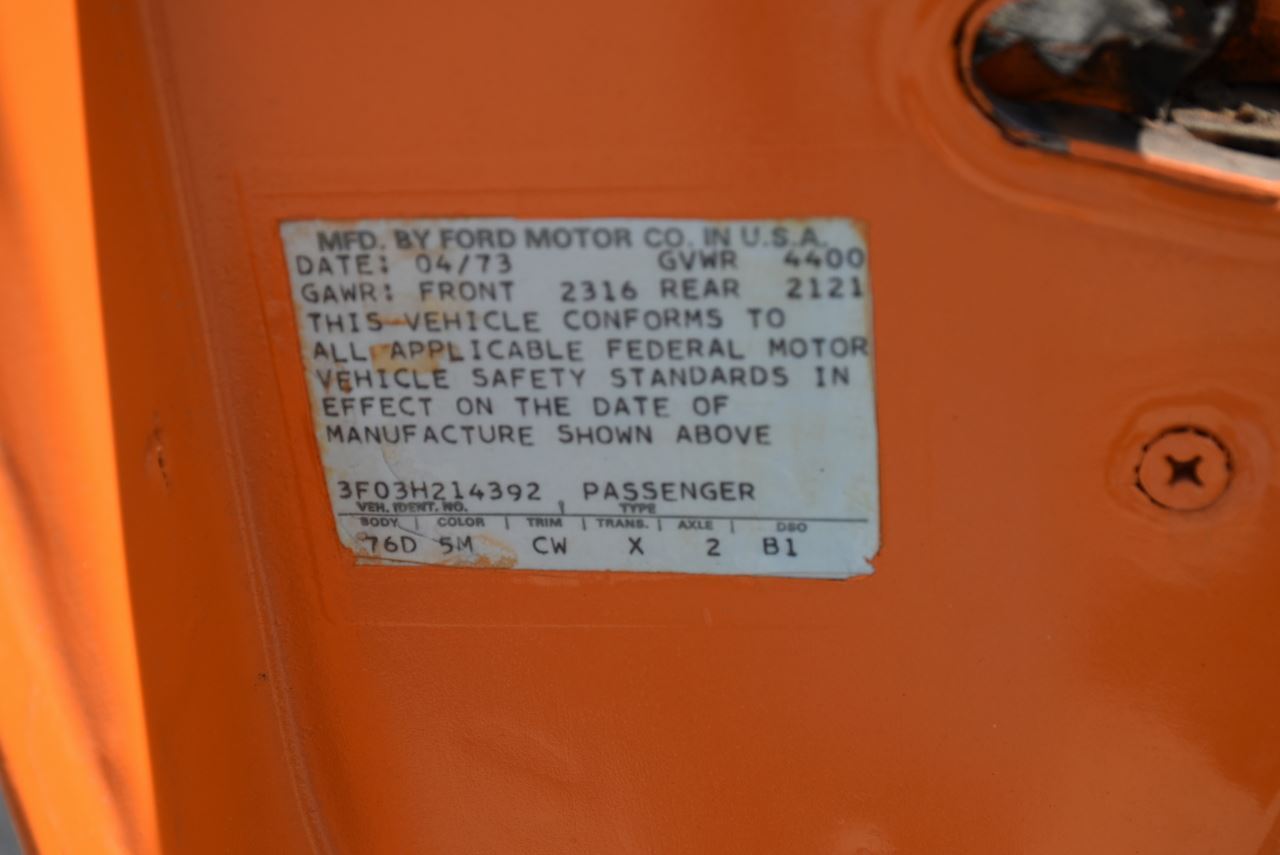 MFD. BY FORD MOTOR CO. IN U.S.A.
DATE: 04/73 GVWR 4400
GAWR: FRONT 2316 REAR 2121
THIS VEHICLE CONFORMS TO
ALL APPLICABLE FEDERAL MOTOR
VEHICLE SAFETY STANDARDS IN
EFFECT ON THE DATE OF
MANUFACTURE SHOWN ABOVE
3F03H214392 PASSENGER
VEH. IDENT. NO. TYPE
BODY | COLOR | TRIM | TRANS. | AXLE | DSO
76D 5M CW X 2 B1